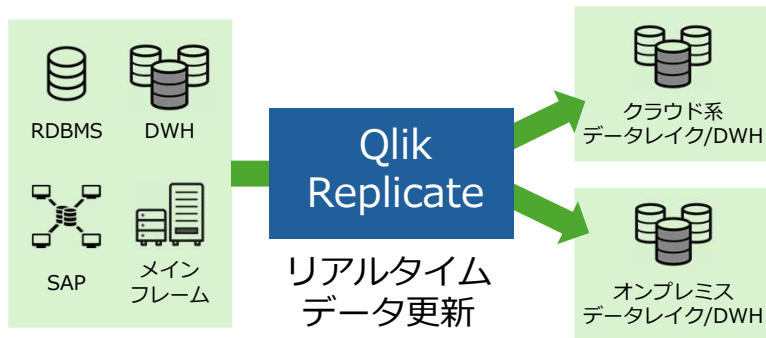 RDBMS
DWH
SAP
メイン
フレーム
Qlik
Replicate
リアルタイム
データ更新
クラウド系
データレイク/DWH
オンプレミス
データレイク/DWH